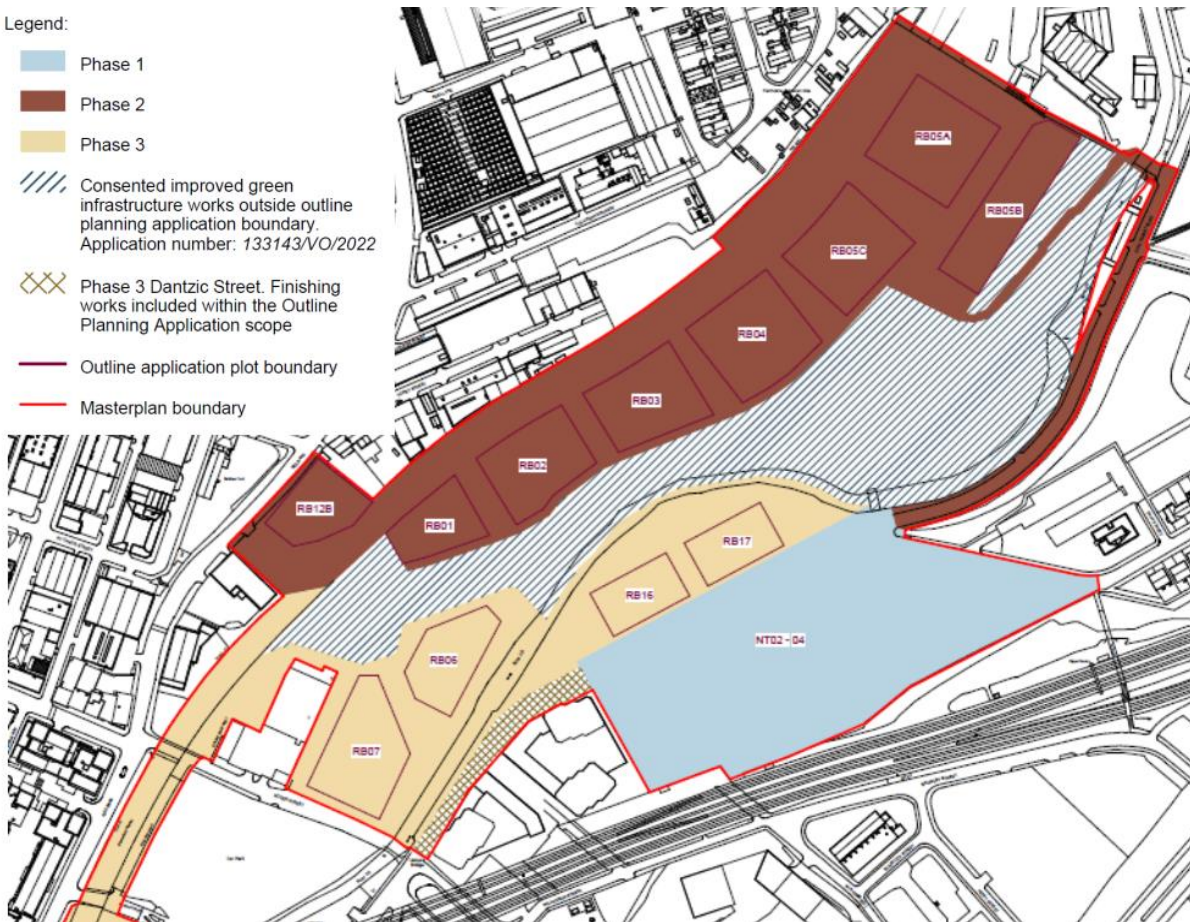 Legend:
Phase 1
Phase 2
Phase 3
Consented improved green
infrastructure works outside outline
planning application boundary.
Application number: 133143/VO/2022
Phase 3 Dantzic Street. Finishing
works included within the Outline
Planning Application scope
Outline application plot boundary
Masterplan boundary
RB05A
RB05B
RB05C
RB04
RB03
RB02
RB12B
RB01
RB17
RB16
NT02 - 04
RB06
RB07
Car Park